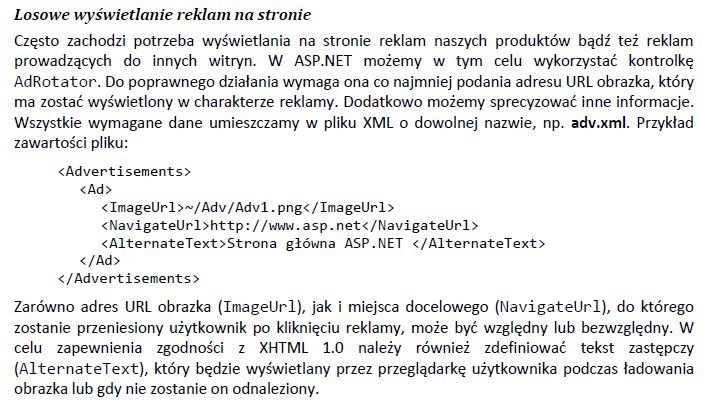 Losowe wyświetlanie reklam na stronie
Często zachodzi potrzeba wyświetlania na stronie reklam naszych produktów bądź też reklam
prowadzących do innych witryn. W ASP.NET możemy w tym celu wykorzystać kontrolkę
AdRotator. Do poprawnego działania wymaga ona co najmniej podania adresu URL obrazka, który
ma zostać wyświetlony w charakterze reklamy. Dodatkowo możemy sprecyzować inne informacje.
Wszystkie wymagane dane umieszczamy w pliku XML o dowolnej nazwie, np. adv.xml. Przykład
zawartości pliku:
<Advertisements>
<Ad>
<ImageUrl>~/Adv/Adv1.png</ImageUrl>
<NavigateUrl>http://www.asp.net</NavigateUrl>
<AlternateText>Strona główna ASP.NET </AlternateText>
</Ad>
</Advertisements>
Zarówno adres URL obrazka (ImageUrl), jak i miejsca docelowego (NavigateUrl), do którego
zostanie przeniesiony użytkownik po kliknięciu reklamy, może być względny lub bezwzględny. W
celu zapewnienia zgodności z XHTML 1.0 należy również zdefiniować tekst zastępczy
(AlternateText), który będzie wyświetlany przez przeglądarkę użytkownika podczas ładowania
obrazka lub gdy nie zostanie on odnaleziony.